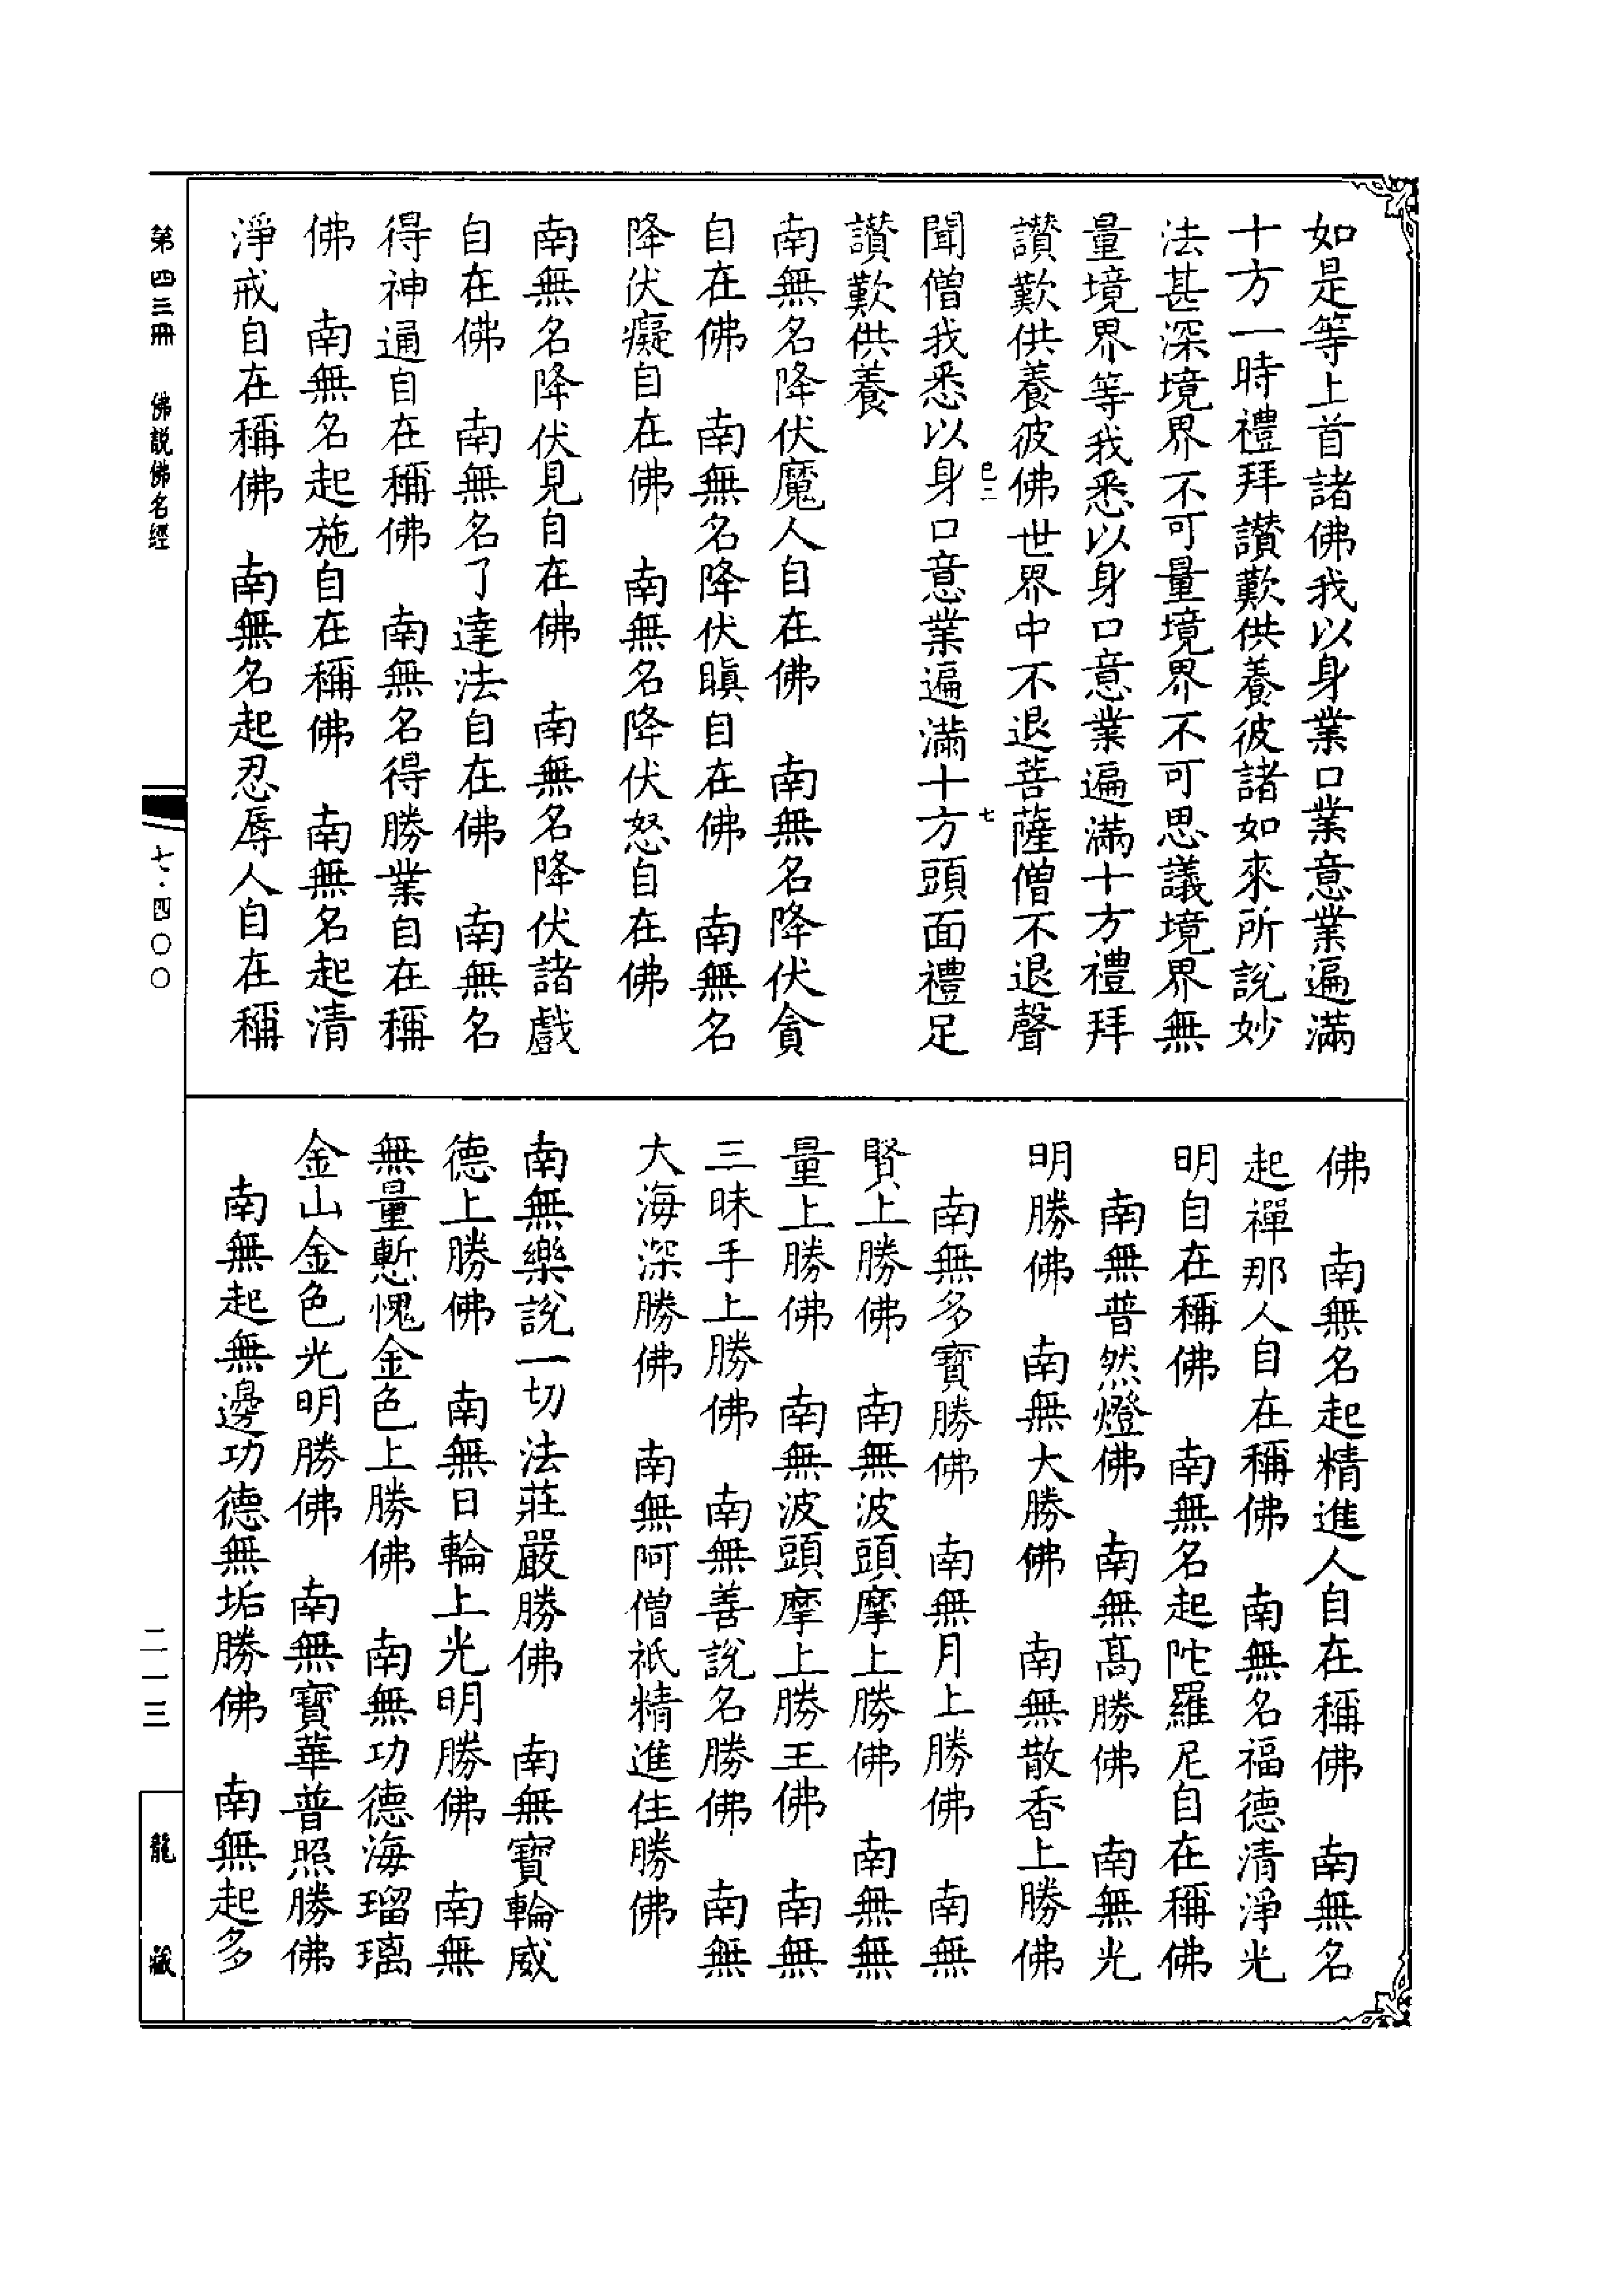 如是等上首諸佛我以身業口業意業遍滿
十方一時禮拜讃歎供養彼諸如來所說妙
法甚深境界不可量境界不可思議境界無
量境界等我悉以身口意業遍滿十方禮拜
讃歎供養彼佛世界中不退菩薩僧不退聲
巳二 七
聞僧我悉以身口意業遍滿十方頭面禮足
讃歎供養
南無名降伏魔人自在佛 南無名降伏貪
自在佛 南無名降伏瞋自在佛 南無名
降伏癡自在佛 南無名降伏怒自在佛
南無名降伏見自在佛 南無名降伏諸戲
自在佛 南無名了達法自在佛 南無名
得神通自在稱佛 南無名得勝業自在稱
佛 南無名起施自在稱佛 南無名起清
淨戒自在稱佛 南無名起忍辱人自在稱
佛 南無名起精進人自在稱佛 南無名
起禪那人自在稱佛 南無名福德清淨光
明自在稱佛 南無名起陀羅尼自在稱佛
南無普然燈佛 南無髙勝佛 南無光
明勝佛 南無大勝佛 南無散香上勝佛
南無多寶勝佛 南無月上勝佛 南無
賢上勝佛 南無波頭摩上勝佛 南無無
量上勝佛 南無波頭摩上勝王佛 南無
三昧手上勝佛 南無善說名勝佛 南無
大海深勝佛 南無阿僧祇精進住勝佛
南無樂說一切法莊嚴勝佛 南無寶輪威
德上勝佛 南無日輪上光明勝佛 南無
無量慙愧金色上勝佛 南無功德海瑠璃
金山金色光明勝佛 南無寶華普照勝佛
南無起無邊功德無垢勝佛 南無起多
第四三冊 佛說佛名經
七·四〇〇
二一三
龍藏